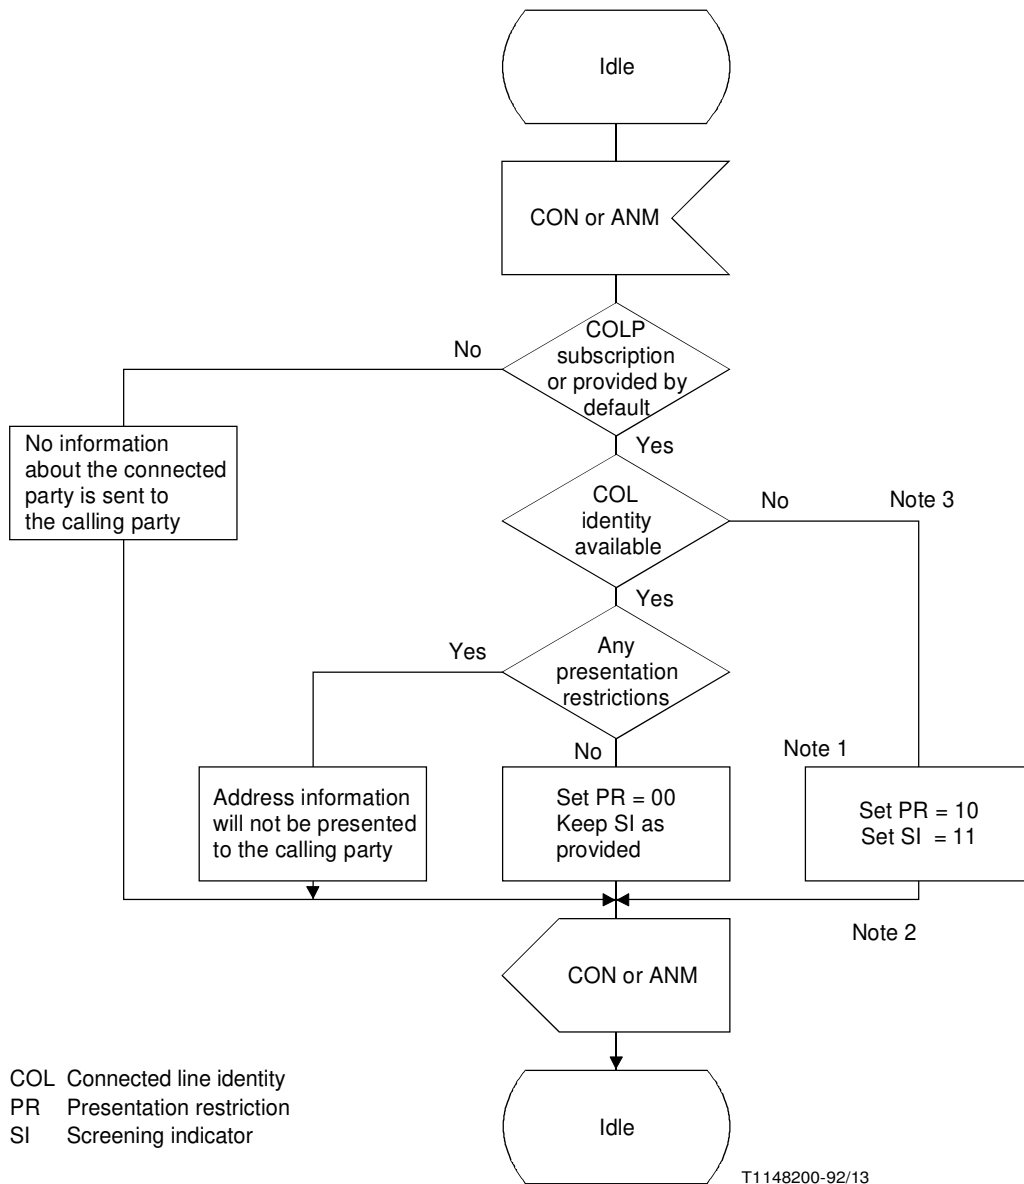 Idle
CON or ANM
COLP
subscription
or provided by
default
No
Yes
No information
about the connected
party is sent to
the calling party
COL
identity
available
No
Note 3
Yes
Any
presentation
restrictions
Yes
No
Note 1
Address information
will not be presented
to the calling party
Set PR = 00
Keep SI as
provided
Set PR = 10
Set SI = 11
Note 2
CON or ANM
COL Connected line identity
PR Presentation restriction
SI Screening indicator
Idle
T1148200-92/13